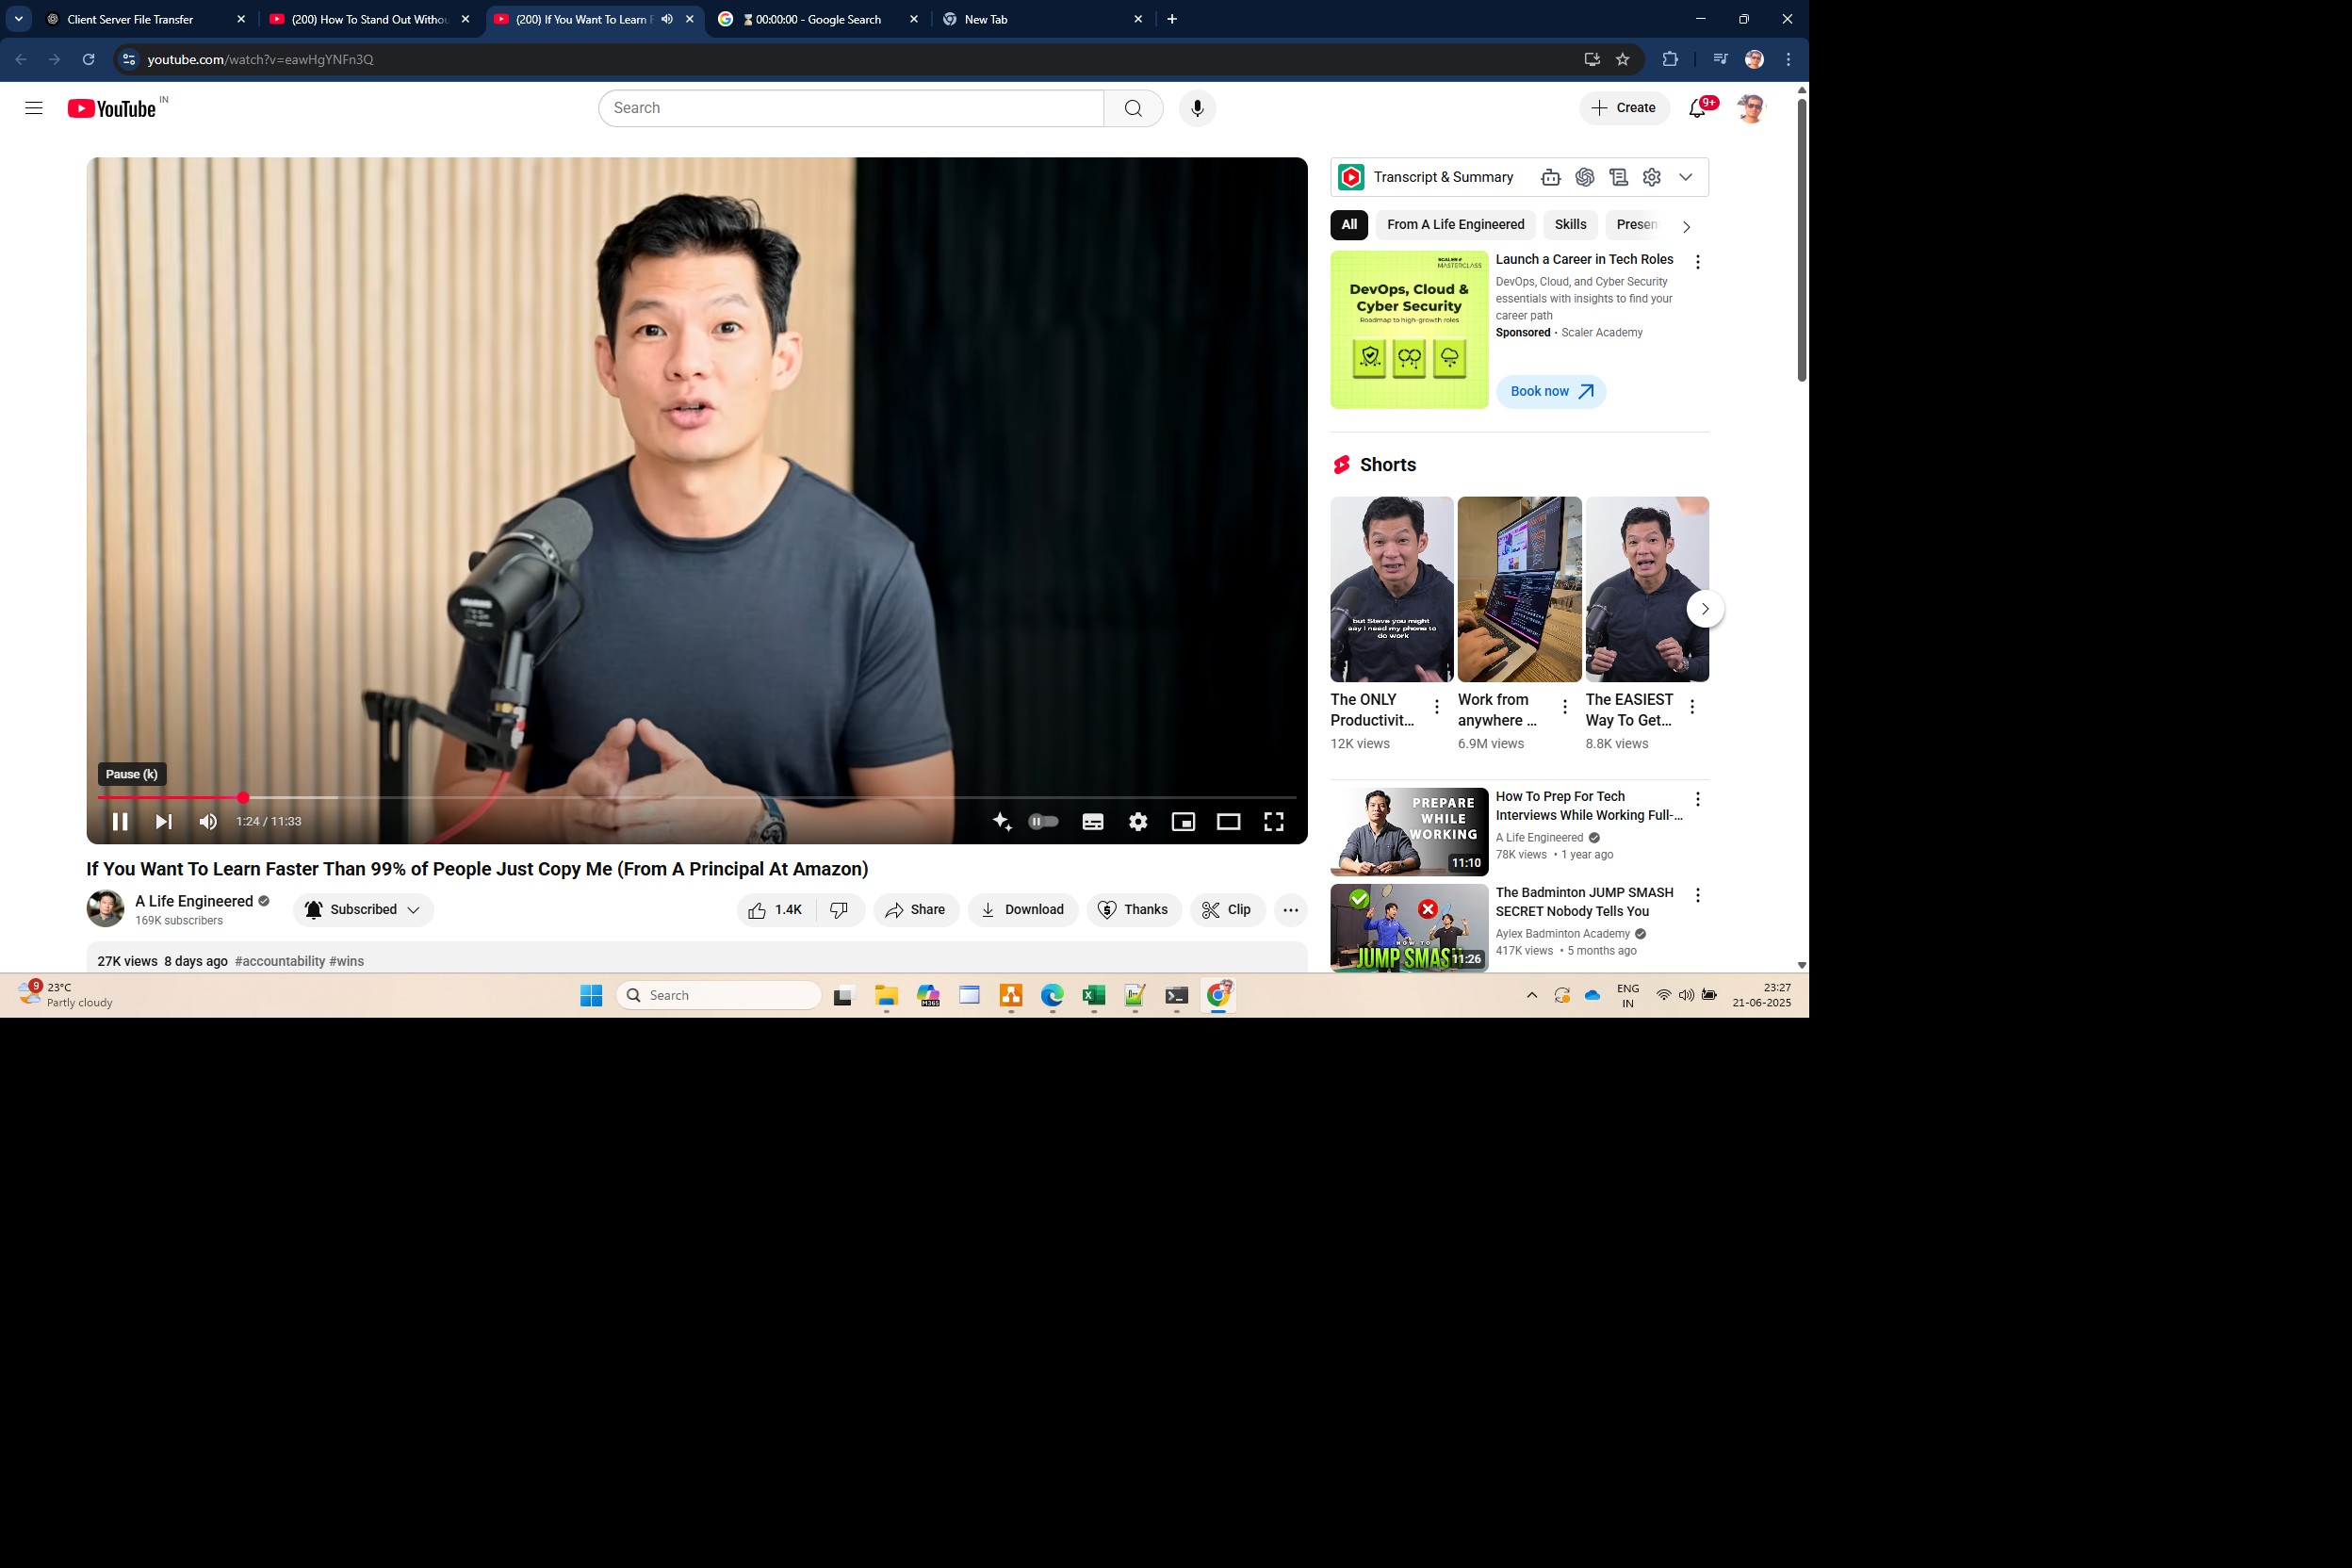 Client Server File Transfer
(200) How To Stand Out Withou
(200) If You Want To Learn F
00:00:00 - Google Search
New Tab
youtube.com/watch?v=eawHgYNFn3Q
YouTube IN
Search
Create
9+
Transcript & Summary
All
From A Life Engineered
Skills
Presen
SCALER
MASTERCLASS
DevOps, Cloud &
Cyber Security
Roadmap to high-growth roles
Launch a Career in Tech Roles
DevOps, Cloud, and Cyber Security
essentials with insights to find your
career path
Sponsored · Scaler Academy
Book now
Shorts
but Steve you might
say I need my phone to
do work
The ONLY
Productivit...
12K views
Work from
anywhere ...
6.9M views
The EASIEST
Way To Get...
8.8K views
Pause (k)
1:24 / 11:33
PREPARE
WHILE
WORKING
11:10
How To Prep For Tech
Interviews While Working Full-...
A Life Engineered
78K views • 1 year ago
HOW TO
JUMP SMASH
11:26
The Badminton JUMP SMASH
SECRET Nobody Tells You
Aylex Badminton Academy
417K views • 5 months ago
If You Want To Learn Faster Than 99% of People Just Copy Me (From A Principal At Amazon)
A Life Engineered
169K subscribers
Subscribed
1.4K
Share
Download
Thanks
Clip
27K views 8 days ago #accountability #wins
9
23°C
Partly cloudy
Search
M365
ENG
IN
23:27
21-06-2025